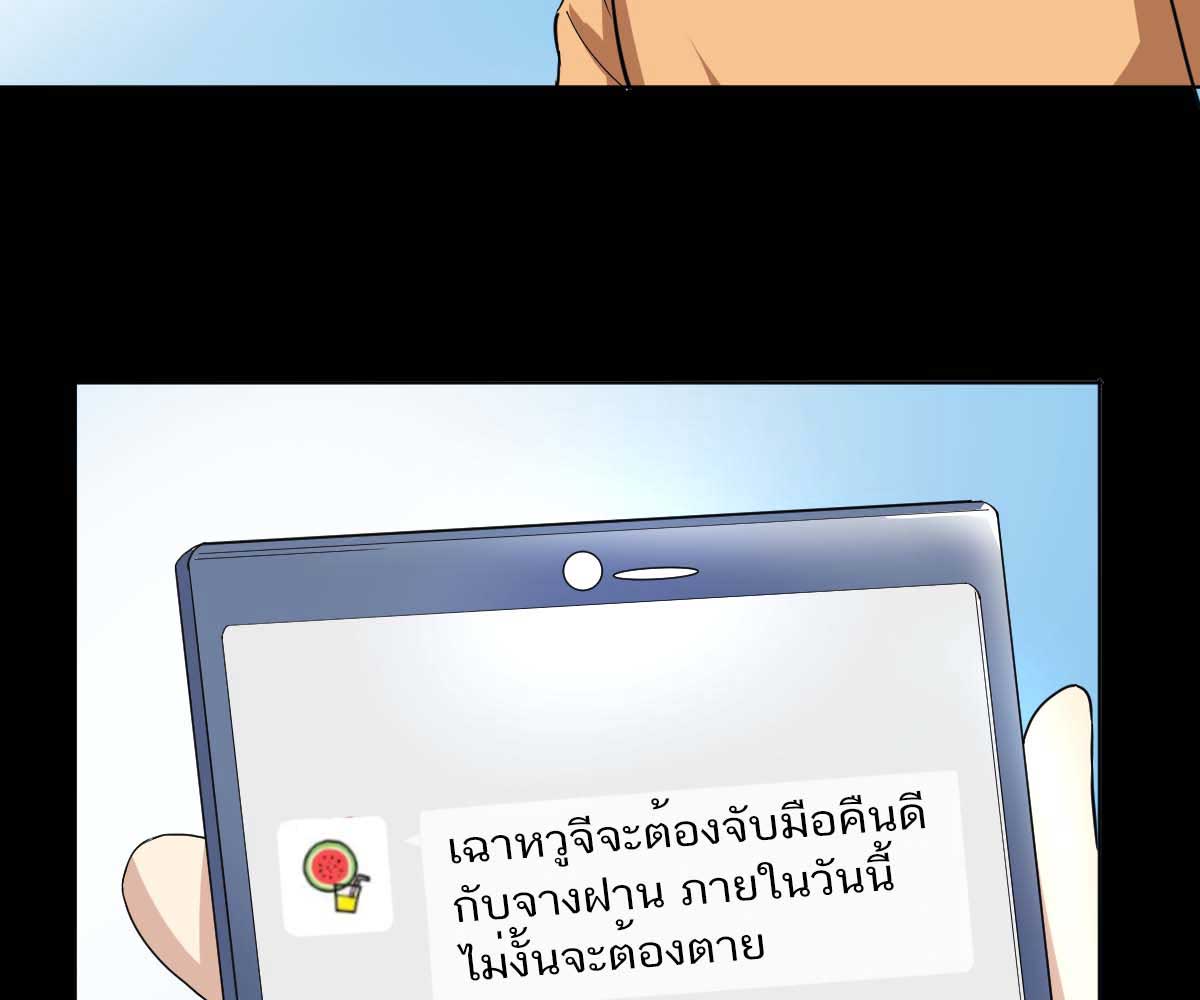 เฉาหวูจีจะต้องจับมือคืนดี
กับจางฝาน ภายในวันนี้
ไม่งั้นจะต้องตาย